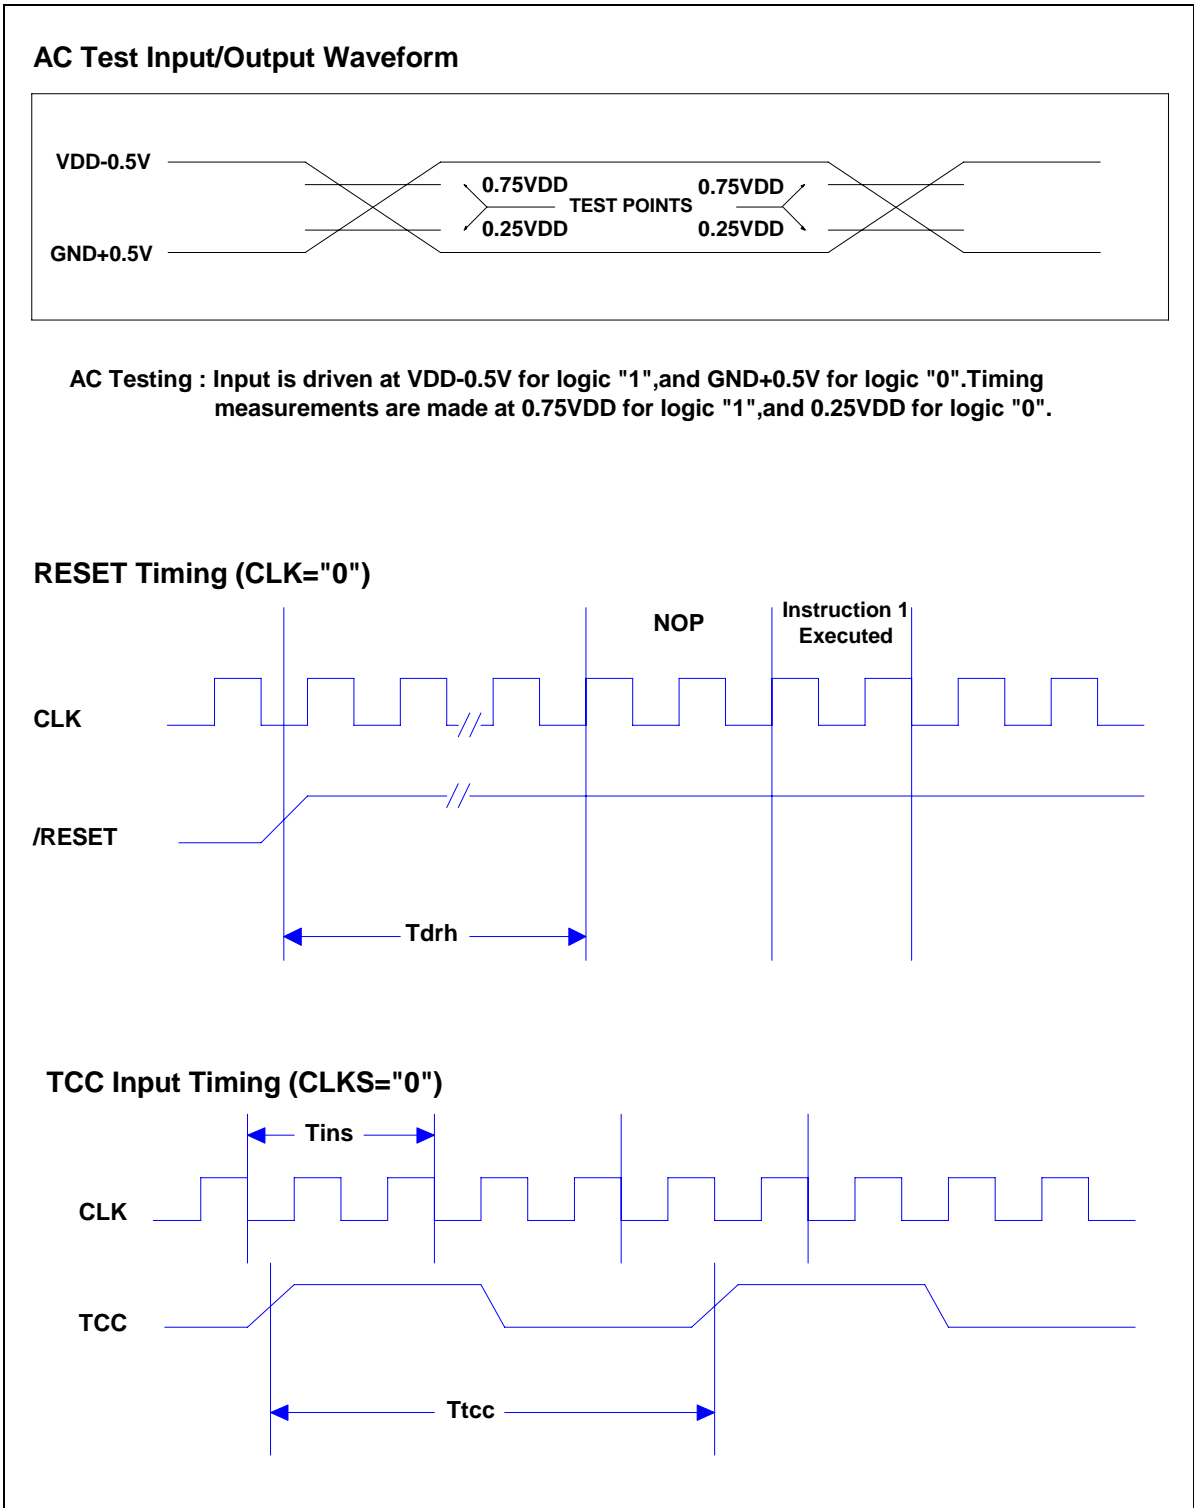 AC Test Input/Output Waveform
VDD-0.5V
0.75VDD
0.75VDD
TEST POINTS
0.25VDD
0.25VDD
GND+0.5V
AC Testing : Input is driven at VDD-0.5V for logic "1",and GND+0.5V for logic "0".Timing
measurements are made at 0.75VDD for logic "1",and 0.25VDD for logic "0".
RESET Timing (CLK="0")
NOP
Instruction 1
Executed
CLK
/RESET
Tdrh
TCC Input Timing (CLKS="0")
Tins
CLK
TCC
Ttcc